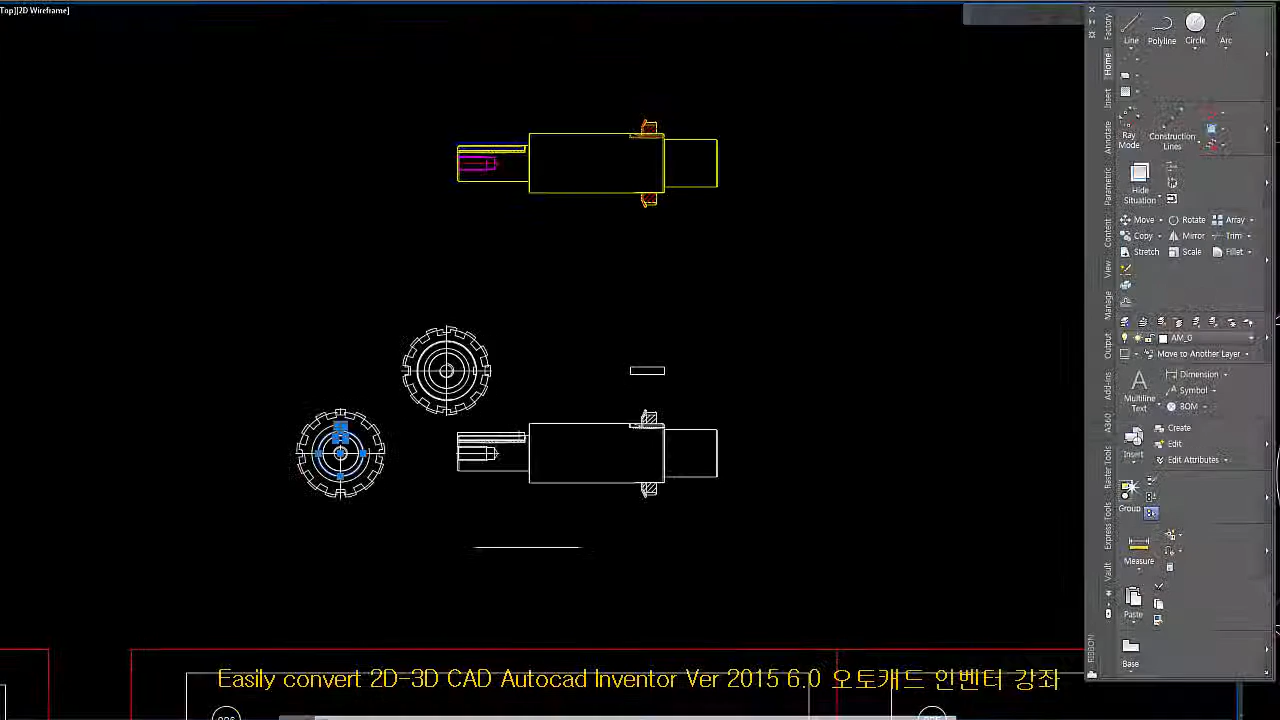 Top][2D Wireframe]
Factory
Home
Insert
Annotate
Parametric
Content
View
Manage
Output
Add-ins
A360
Raster Tools
Express Tools
Vault
RIBBON
Line
Polyline
Circle
Arc
Ray Mode
Construction Lines
Hide Situation
Move
Rotate
Array
Copy
Mirror
Trim
Stretch
Scale
Fillet
AM_0
Move to Another Layer
Multiline Text
Dimension
Symbol
BOM
Insert
Create
Edit
Edit Attributes
Group
Measure
Paste
Base
Easily convert 2D-3D CAD Autocad Inventor Ver 2015 6.0 오토캐드 인벤터 강좌